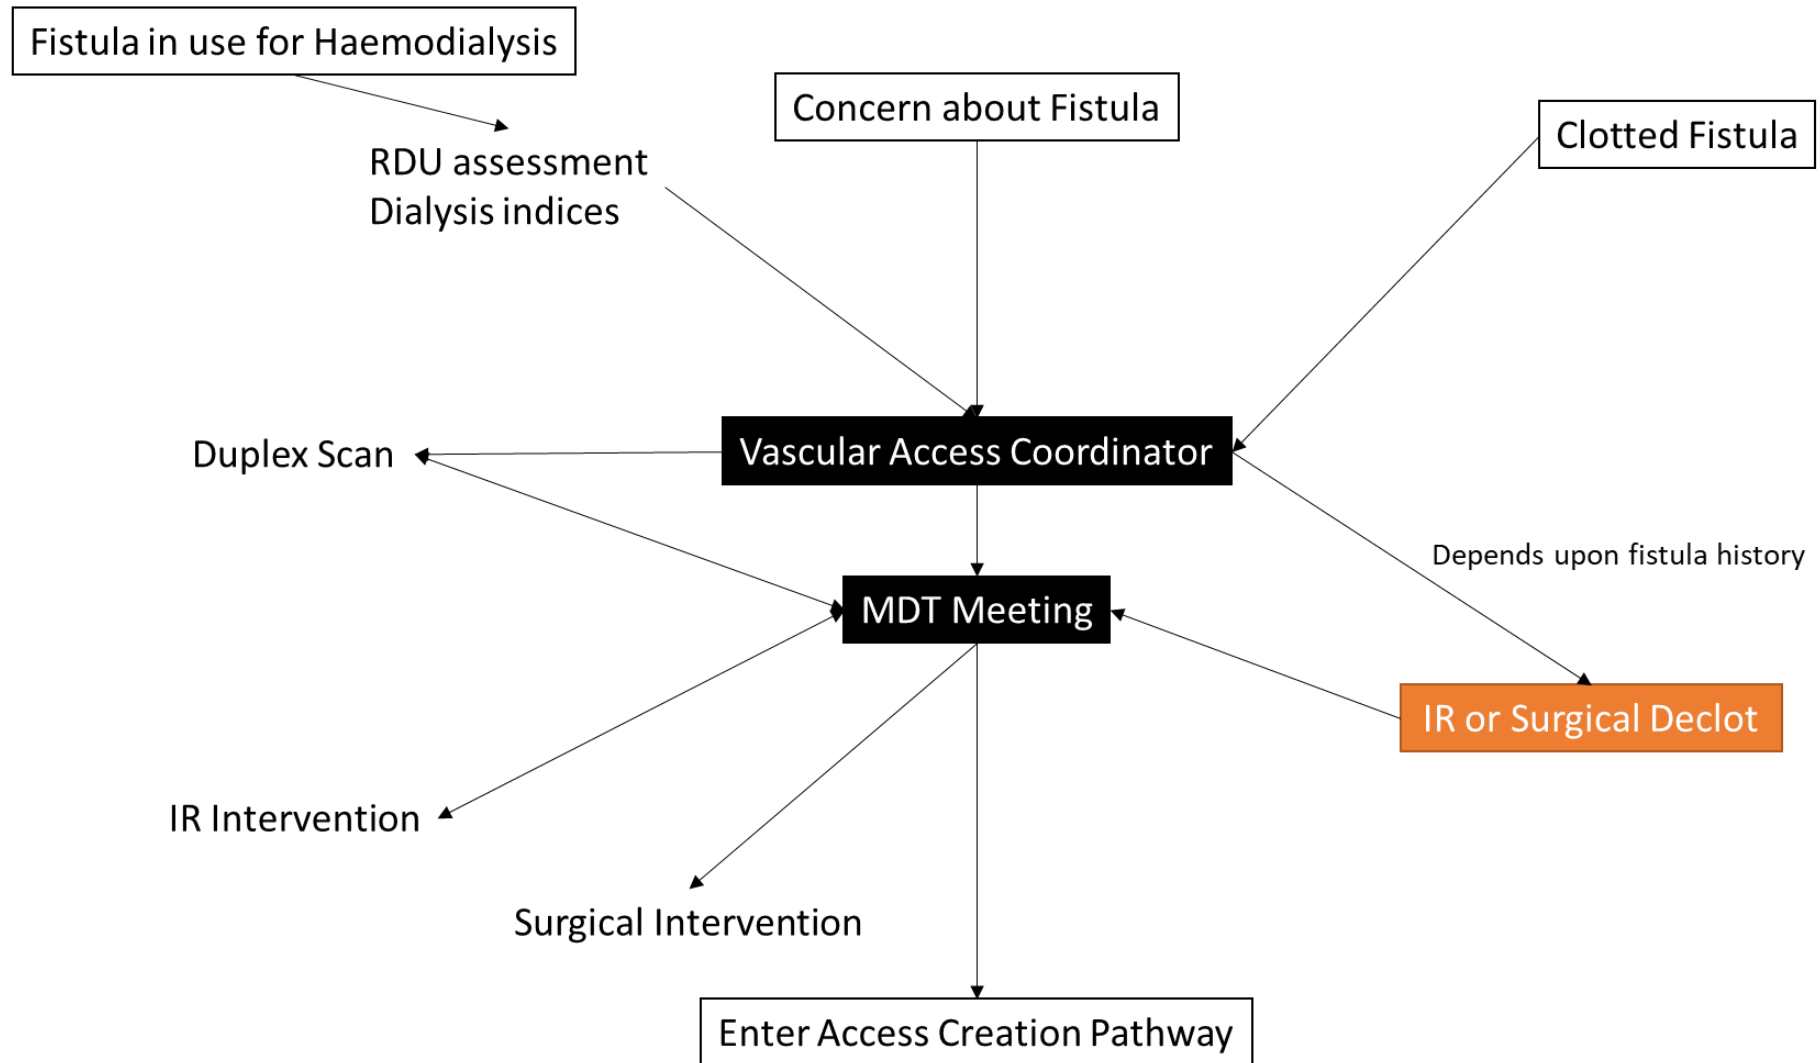 Fistula in use for Haemodialysis
Concern about Fistula
Clotted Fistula
RDU assessment
Dialysis indices
Vascular Access Coordinator
Duplex Scan
Depends upon fistula history
MDT Meeting
IR or Surgical Declot
IR Intervention
Surgical Intervention
Enter Access Creation Pathway